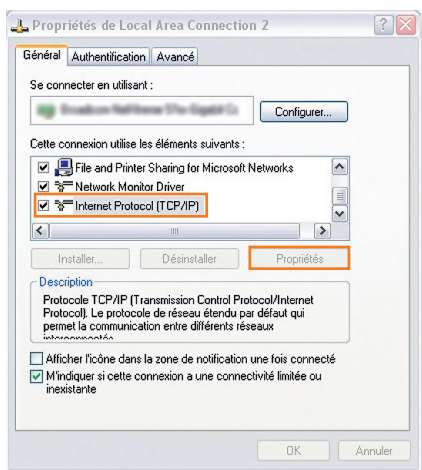 Propriétés de Local Area Connection 2
Général Authentification Avancé
Se connecter en utilisant :
Configurer...
Cette connexion utilise les éléments suivants :
File and Printer Sharing for Microsoft Networks
Network Monitor Driver
Internet Protocol (TCP/IP)
Installer... Désinstaller Propriétés
Description
Protocole TCP/IP (Transmission Control Protocol/Internet
Protocol). Le protocole de réseau étendu par défaut qui
permet la communication entre différents réseaux
Afficher l'icône dans la zone de notification une fois connecté
M'indiquer si cette connexion a une connectivité limitée ou
inexistante
OK Annuler